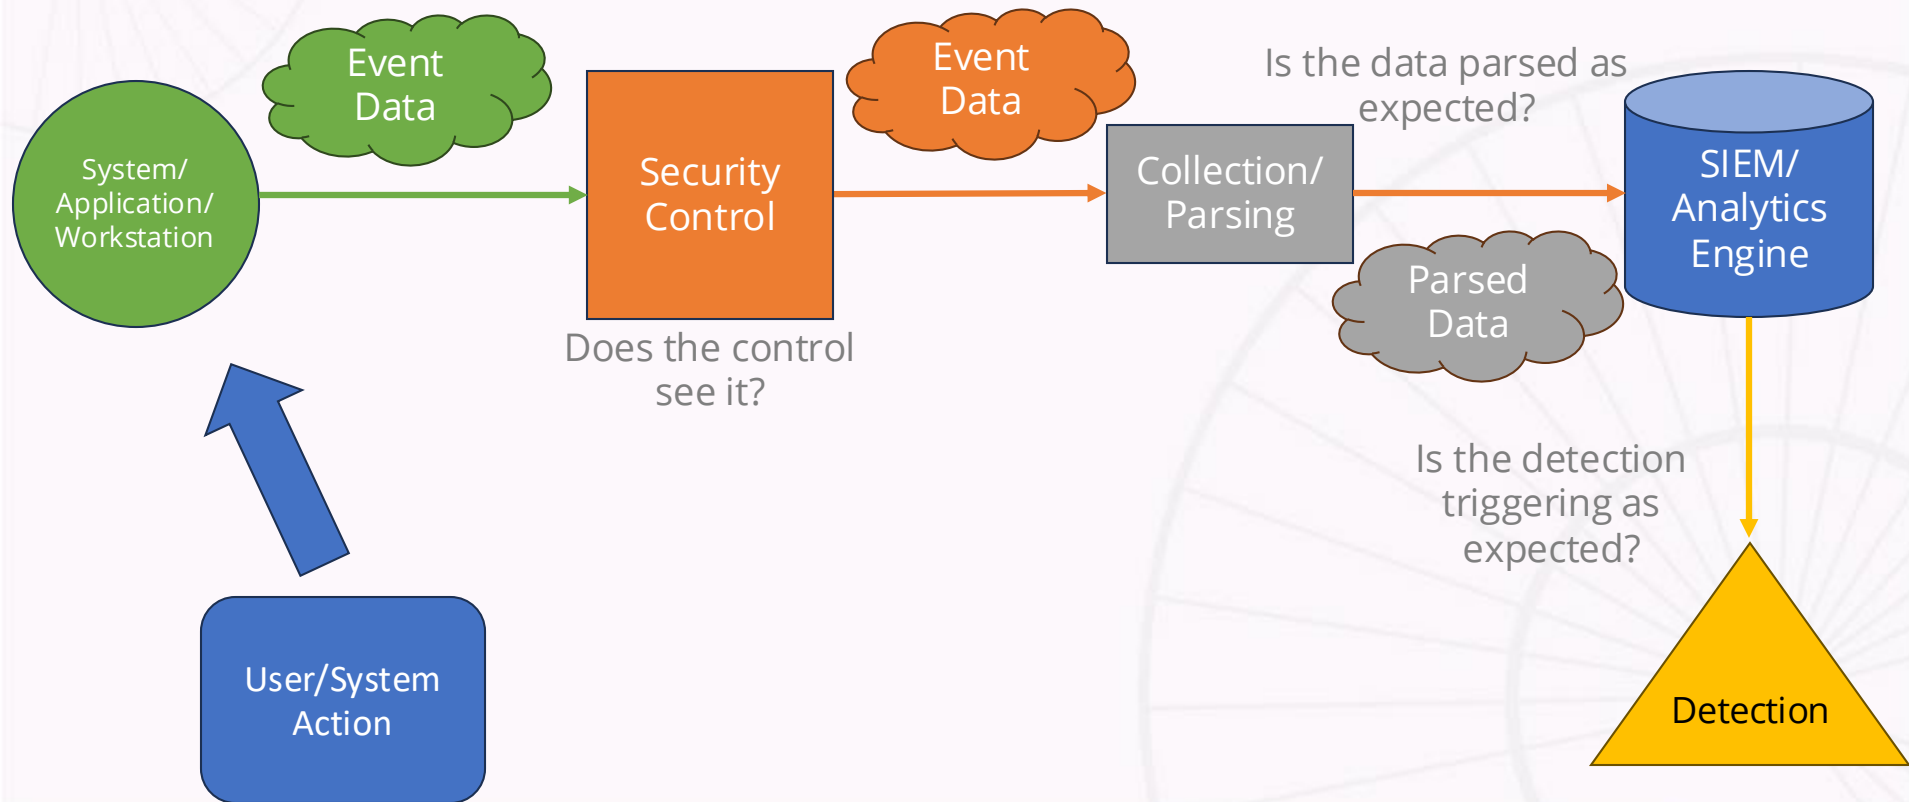 Event
Data
Event
Data
Is the data parsed as
expected?
System/
Application/
Workstation
Security
Control
Collection/
Parsing
SIEM/
Analytics
Engine
Parsed
Data
Does the control
see it?
Is the detection
triggering as
expected?
User/System
Action
Detection